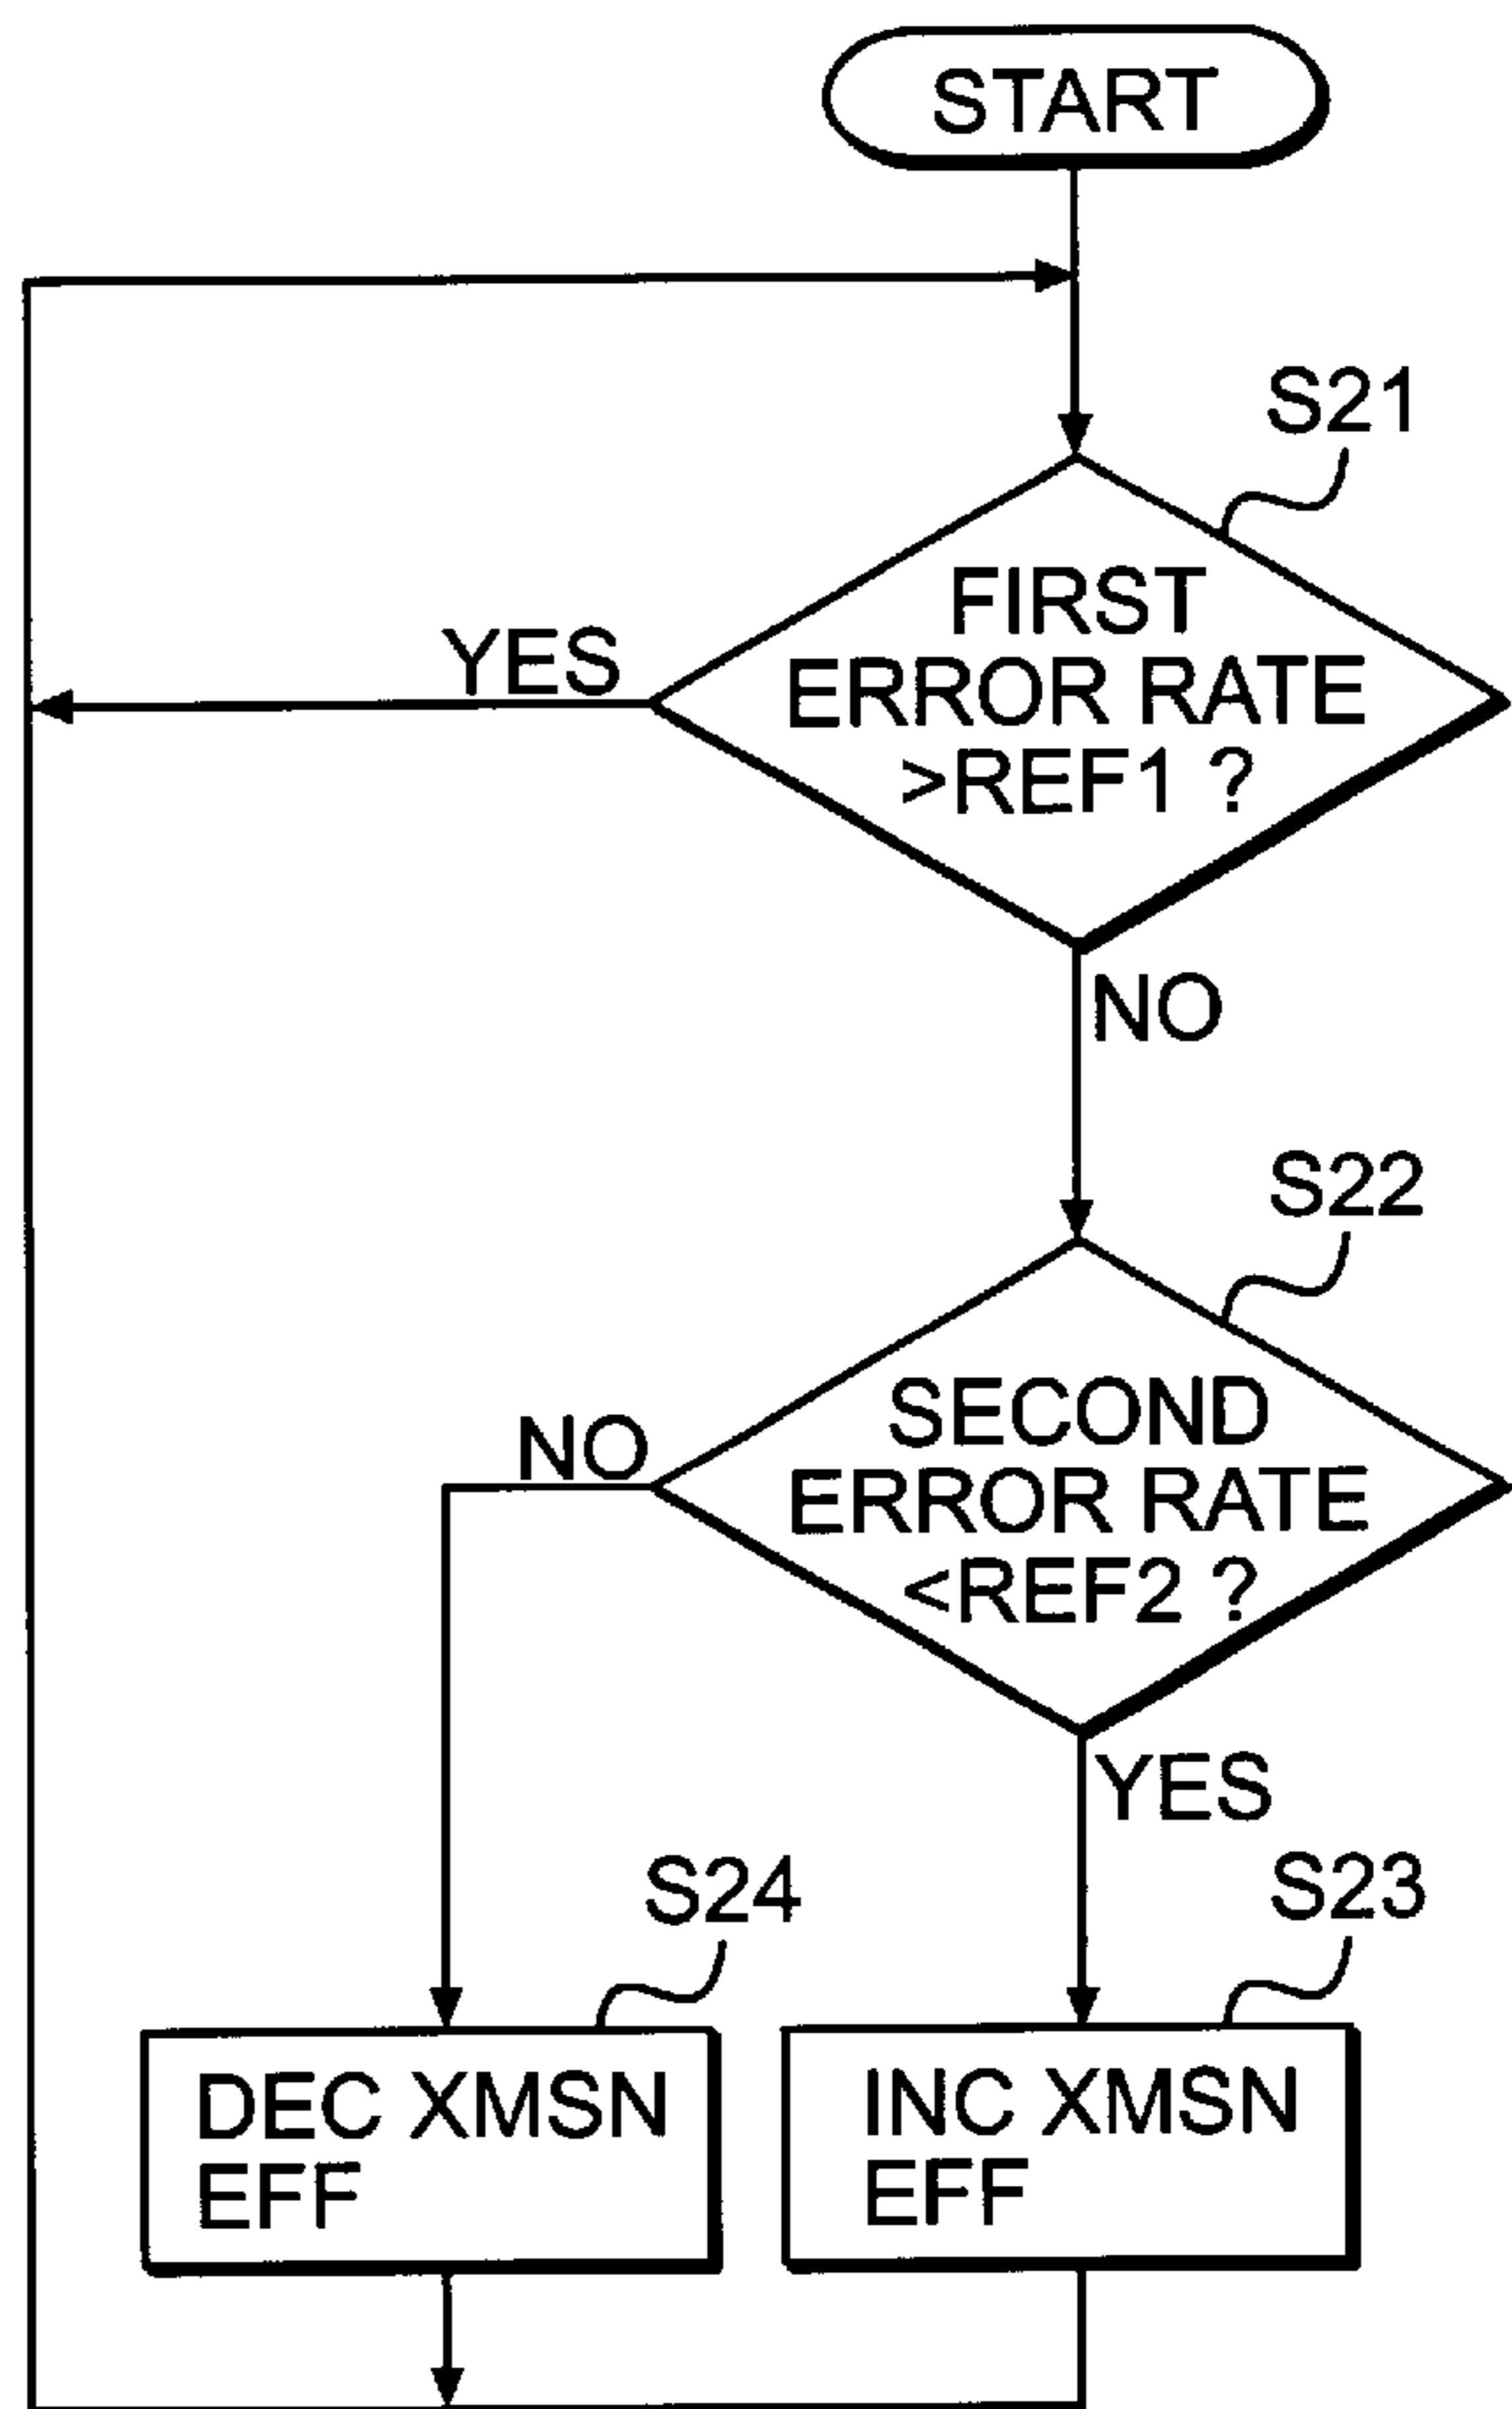 START
S21
FIRST
ERROR RATE
>REF1 ?
YES
NO
S22
SECOND
ERROR RATE
<REF2 ?
NO
YES
S24
S23
DEC XMSN
EFF
INC XMSN
EFF